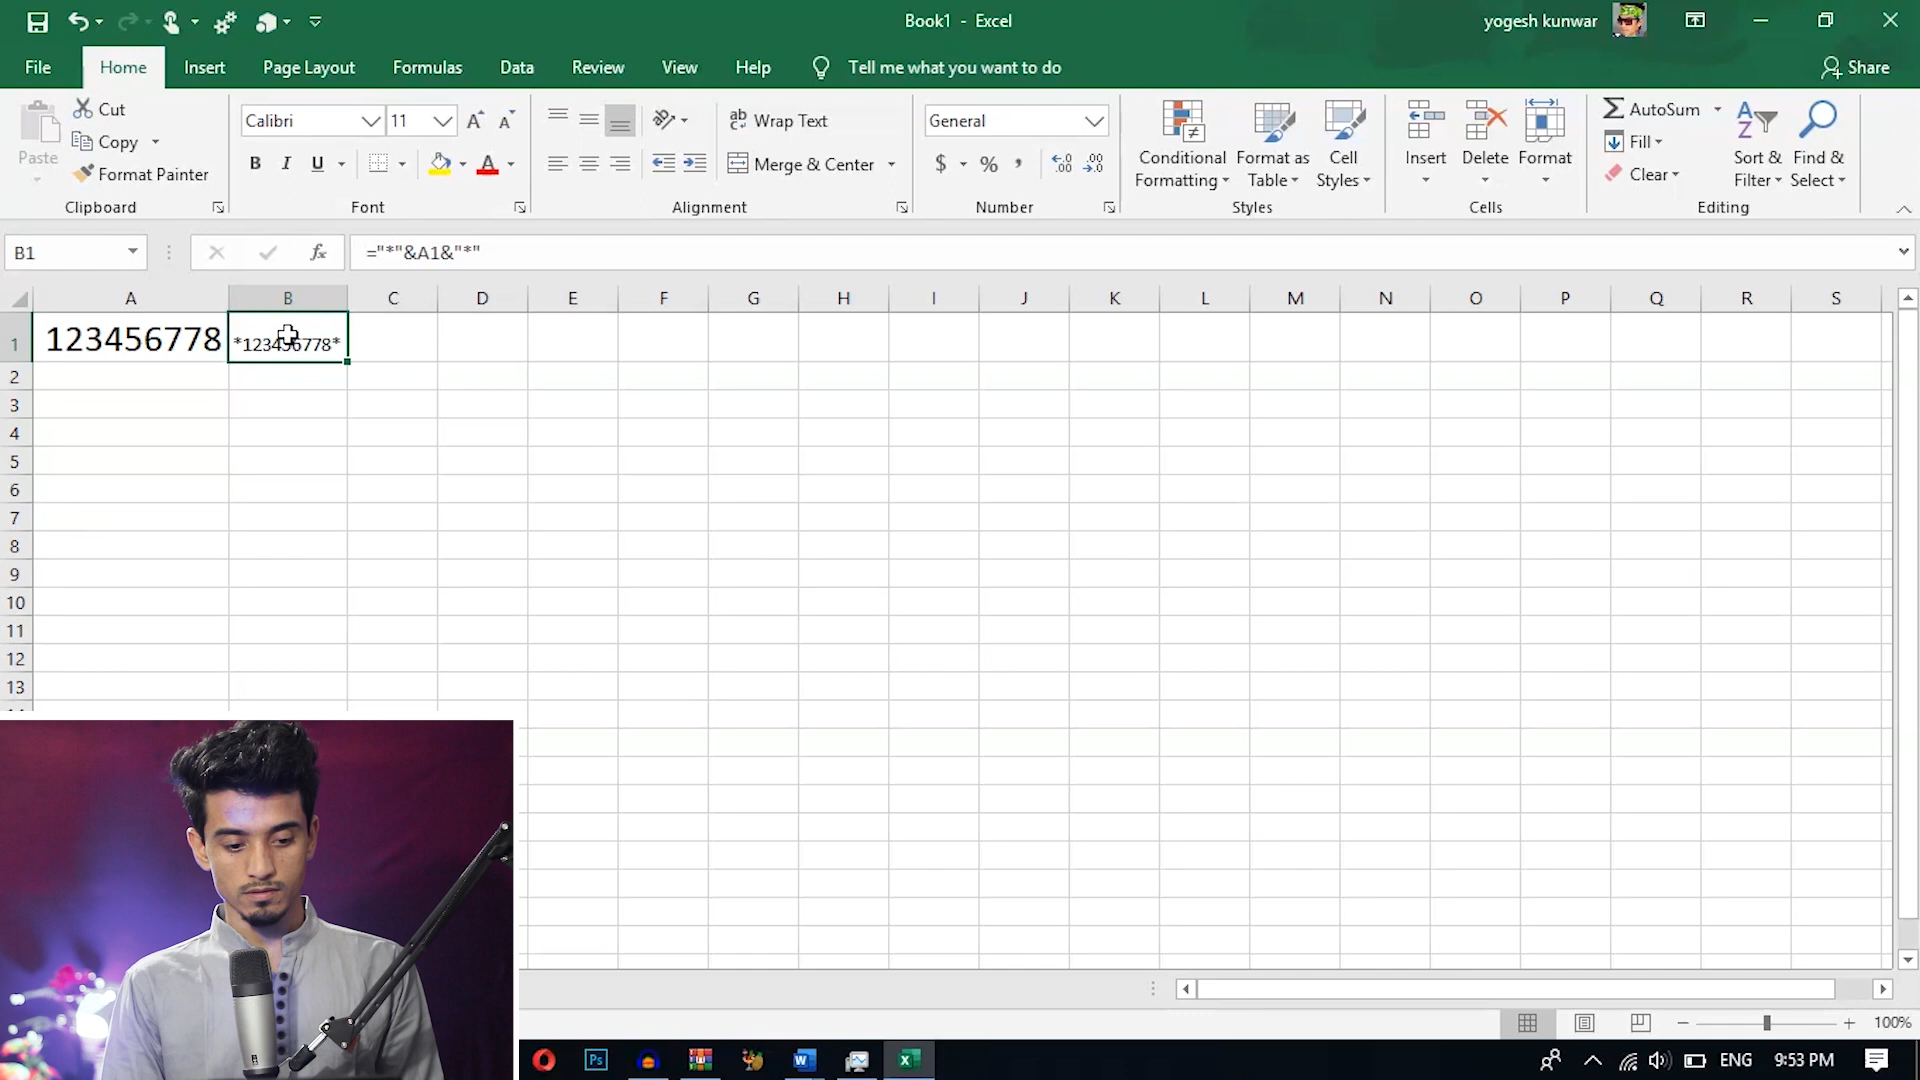 Book1 - Excel
yogesh kunwar
File Home Insert Page Layout Formulas Data Review View Help Tell me what you want to do Share
Paste
Cut
Copy
Format Painter
Clipboard
Calibri 11
B I U A
Font
ab Wrap Text
Merge & Center
Alignment
General
$ % ,
Number
Conditional Formatting
Format as Table
Cell Styles
Styles
Insert Delete Format
Cells
AutoSum
Fill
Clear
Sort & Filter
Find & Select
Editing
B1 fx ="*"&A1&"*"
A B C D E F G H I J K L M N O P Q R S
1 123456778 *123456778*
2
3
4
5
6
7
8
9
10
11
12
13
100%
Ps
ENG 9:53 PM